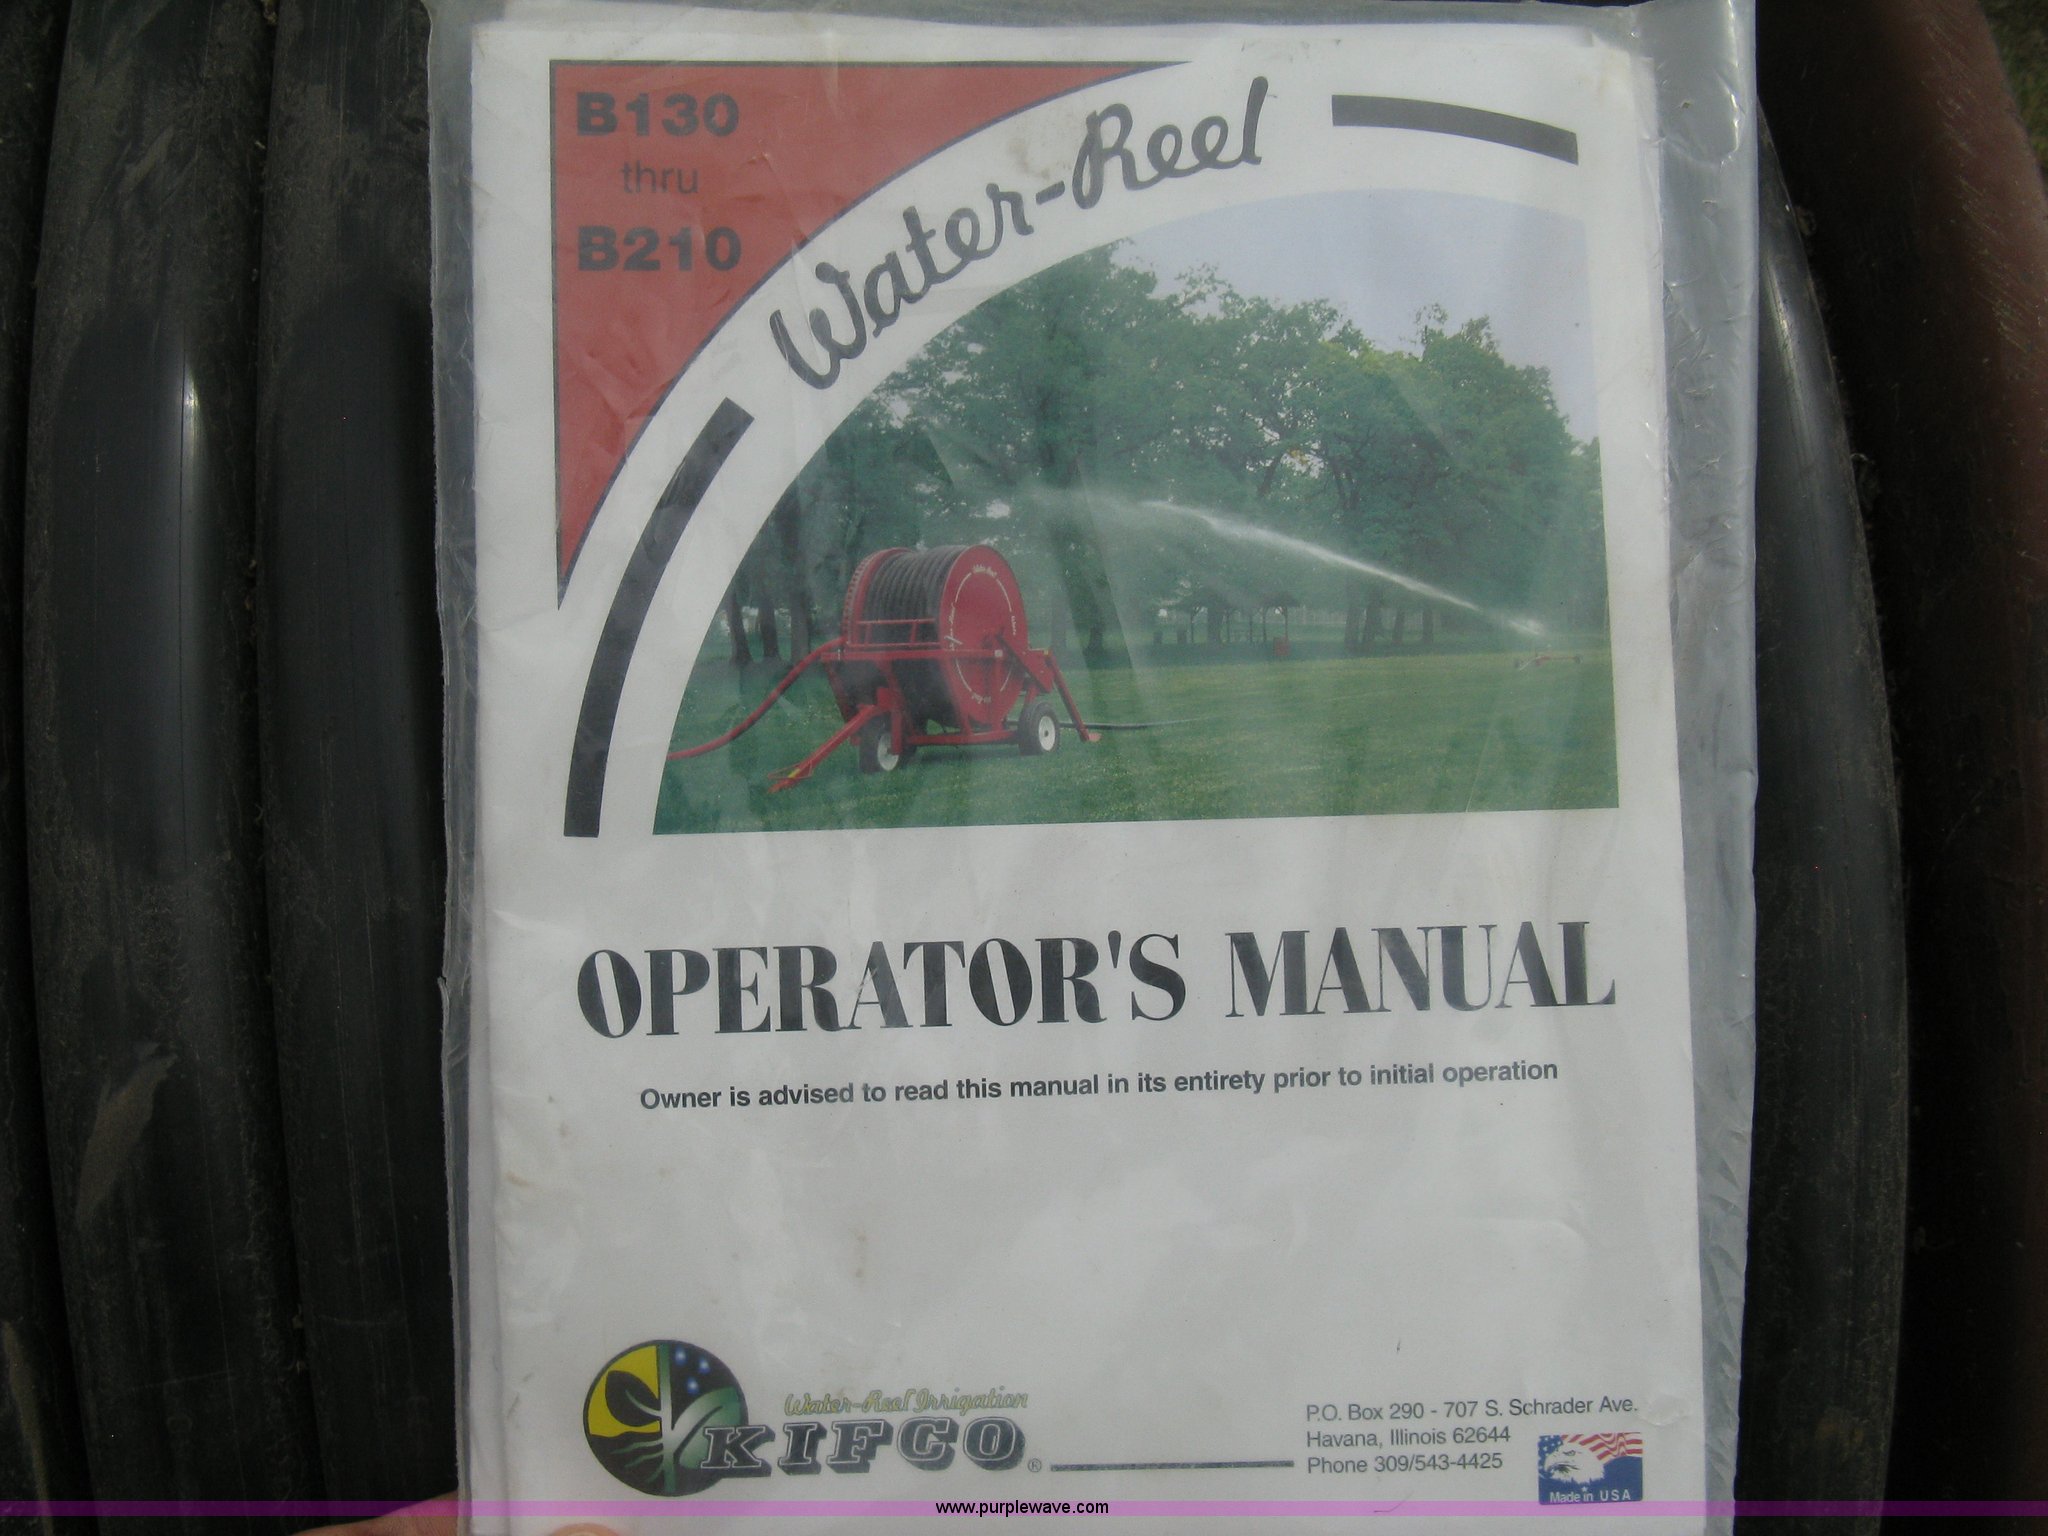 B130
thru
B210
Water-Reel
OPERATOR'S MANUAL
Owner is advised to read this manual in its entirety prior to initial operation
Water-Reel Irrigation
KIFCO®
P.O. Box 290 - 707 S. Schrader Ave.
Havana, Illinois 62644
Phone 309/543-4425
Made in USA
www.purplewave.com